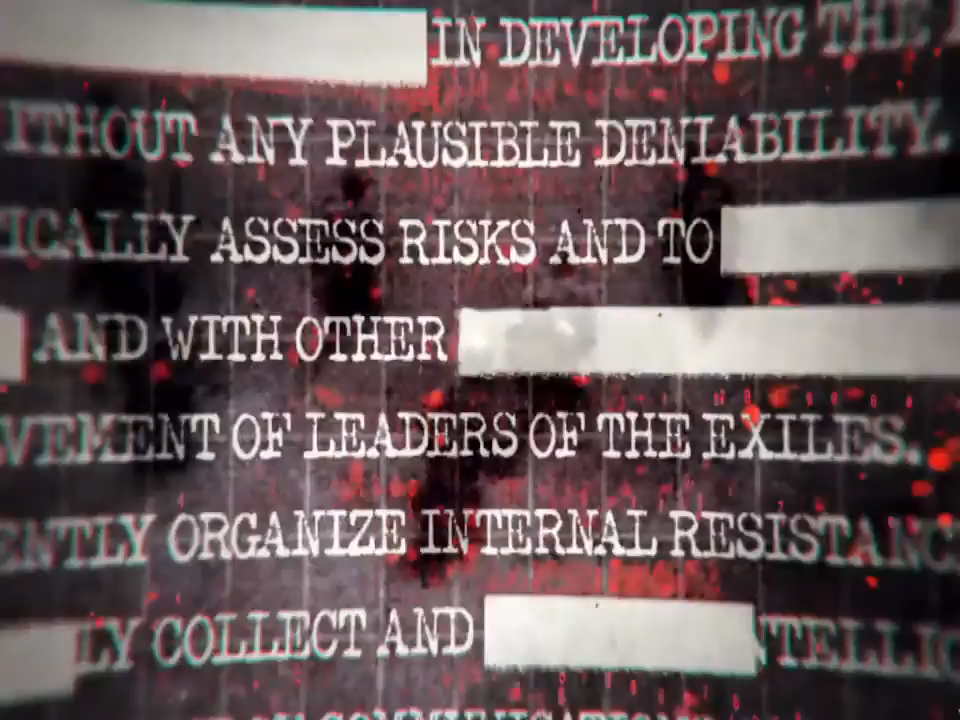 IN DEVELOPING THE
ITHOUT ANY PLAUSIBLE DENIABILITY.
ICALLY ASSESS RISKS AND TO
AND WITH OTHER
VEMENT OF LEADERS OF THE EXILES.
ENTLY ORGANIZE INTERNAL RESISTANC
LY COLLECT AND NTELLIG